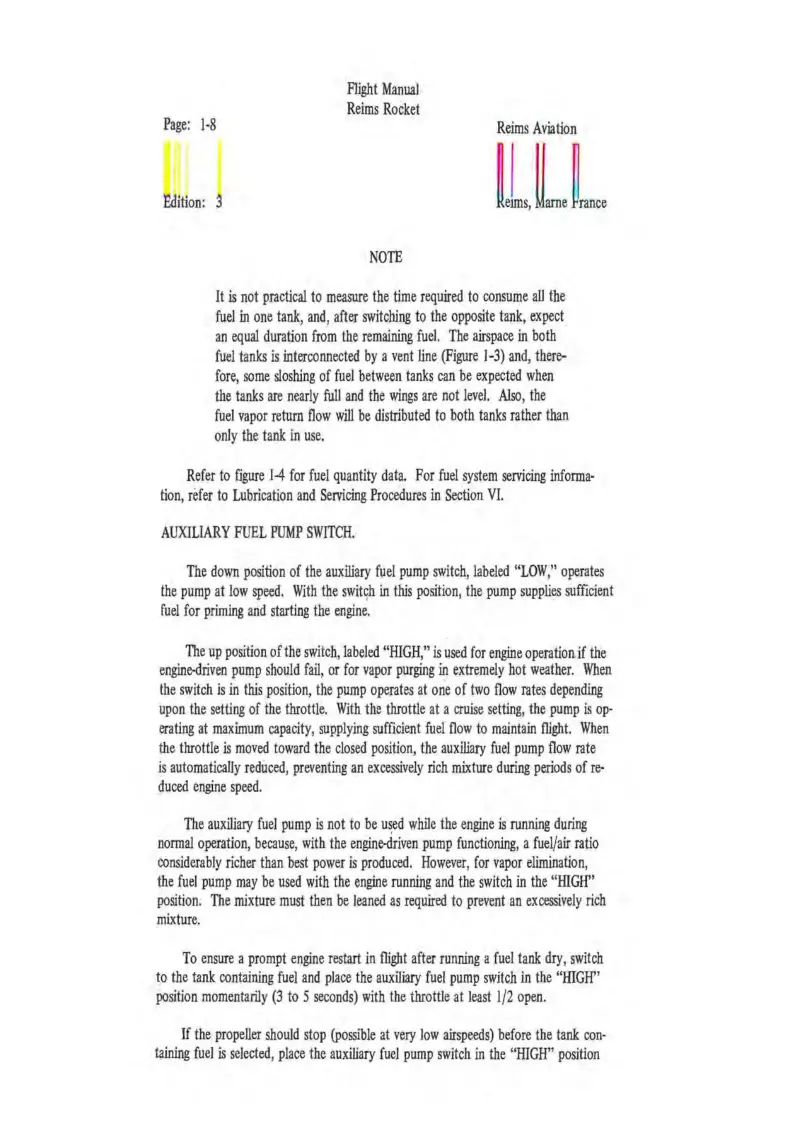 Flight Manual
Reims Rocket
Page: 1-8
Reims Aviation
Edition: 3
Reims, Marne France
NOTE
It is not practical to measure the time required to consume all the
fuel in one tank, and, after switching to the opposite tank, expect
an equal duration from the remaining fuel. The airspace in both
fuel tanks is interconnected by a vent line (Figure 1-3) and, there-
fore, some sloshing of fuel between tanks can be expected when
the tanks are nearly full and the wings are not level. Also, the
fuel vapor return flow will be distributed to both tanks rather than
only the tank in use.
Refer to figure 1-4 for fuel quantity data. For fuel system servicing informa-
tion, refer to Lubrication and Servicing Procedures in Section VI.
AUXILIARY FUEL PUMP SWITCH.
The down position of the auxiliary fuel pump switch, labeled “LOW,” operates
the pump at low speed. With the switch in this position, the pump supplies sufficient
fuel for priming and starting the engine.
The up position of the switch, labeled “HIGH,” is used for engine operation if the
engine-driven pump should fail, or for vapor purging in extremely hot weather. When
the switch is in this position, the pump operates at one of two flow rates depending
upon the setting of the throttle. With the throttle at a cruise setting, the pump is op-
erating at maximum capacity, supplying sufficient fuel flow to maintain flight. When
the throttle is moved toward the closed position, the auxiliary fuel pump flow rate
is automatically reduced, preventing an excessively rich mixture during periods of re-
duced engine speed.
The auxiliary fuel pump is not to be used while the engine is running during
normal operation, because, with the engine-driven pump functioning, a fuel/air ratio
considerably richer than best power is produced. However, for vapor elimination,
the fuel pump may be used with the engine running and the switch in the “HIGH”
position. The mixture must then be leaned as required to prevent an excessively rich
mixture.
To ensure a prompt engine restart in flight after running a fuel tank dry, switch
to the tank containing fuel and place the auxiliary fuel pump switch in the “HIGH”
position momentarily (3 to 5 seconds) with the throttle at least 1/2 open.
If the propeller should stop (possible at very low airspeeds) before the tank con-
taining fuel is selected, place the auxiliary fuel pump switch in the “HIGH” position